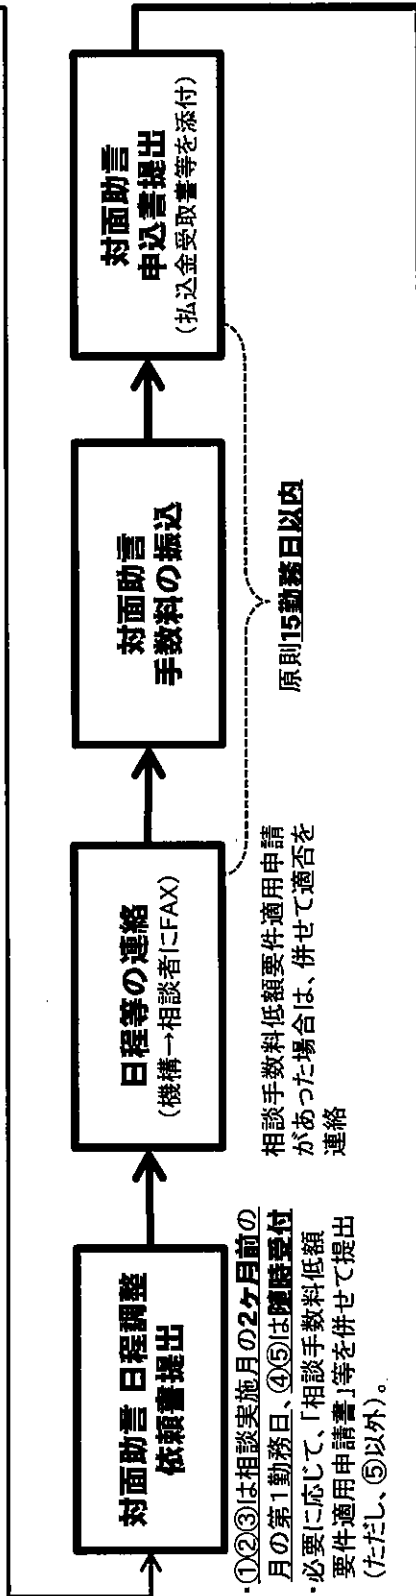 対面助言 日程調整
依頼書提出
・①②③は相談実施月の2ヶ月前の
月の第1勤務日、④⑤は随時受付
・必要に応じて、「相談手数料低額
要件適用申請書」等を併せて提出
(ただし、⑤以外)。
日程等の連絡
(機構→相談者にFAX)
相談手数料低額要件適用申請
があった場合は、併せて適否を
連絡
対面助言
手数料の振込
原則15勤務日以内
対面助言
申込書提出
(払込金受取書等を添付)